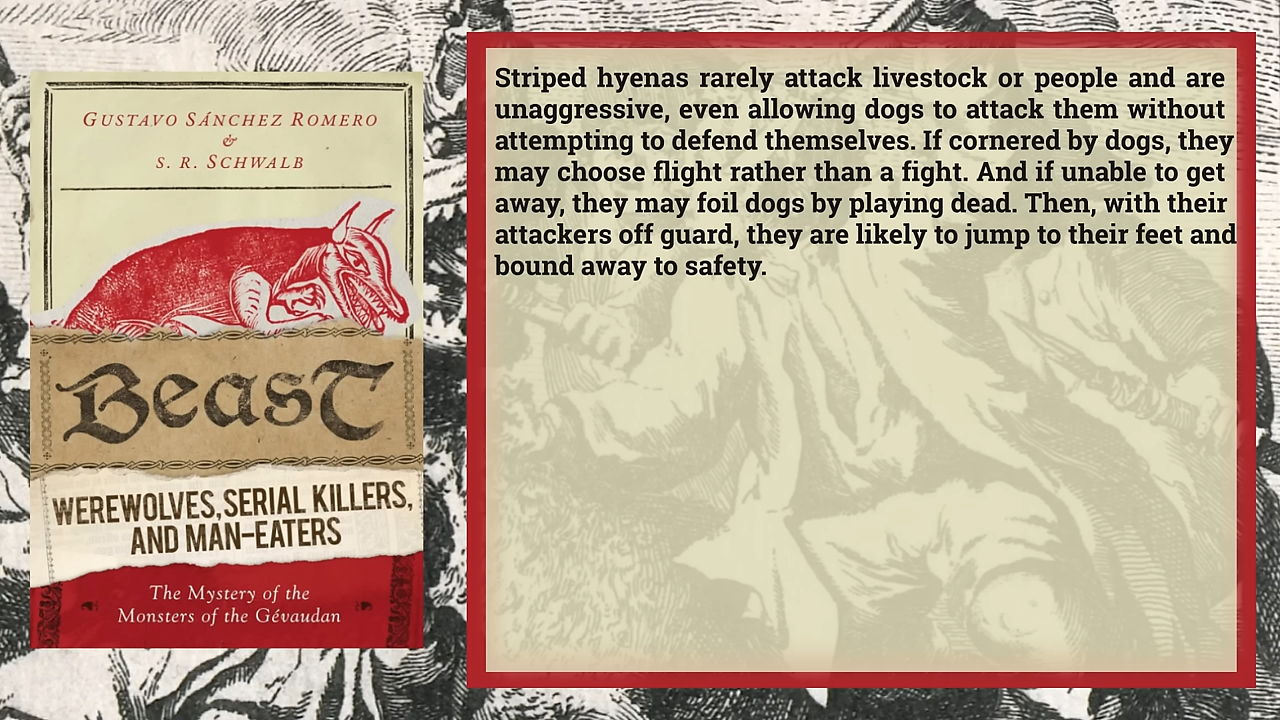 GUSTAVO SÁNCHEZ ROMERO
&
S. R. SCHWALB
Beast
WEREWOLVES, SERIAL KILLERS,
AND MAN-EATERS
The Mystery of the
Monsters of the Gévaudan
Striped hyenas rarely attack livestock or people and are
unaggressive, even allowing dogs to attack them without
attempting to defend themselves. If cornered by dogs, they
may choose flight rather than a fight. And if unable to get
away, they may foil dogs by playing dead. Then, with their
attackers off guard, they are likely to jump to their feet and
bound away to safety.